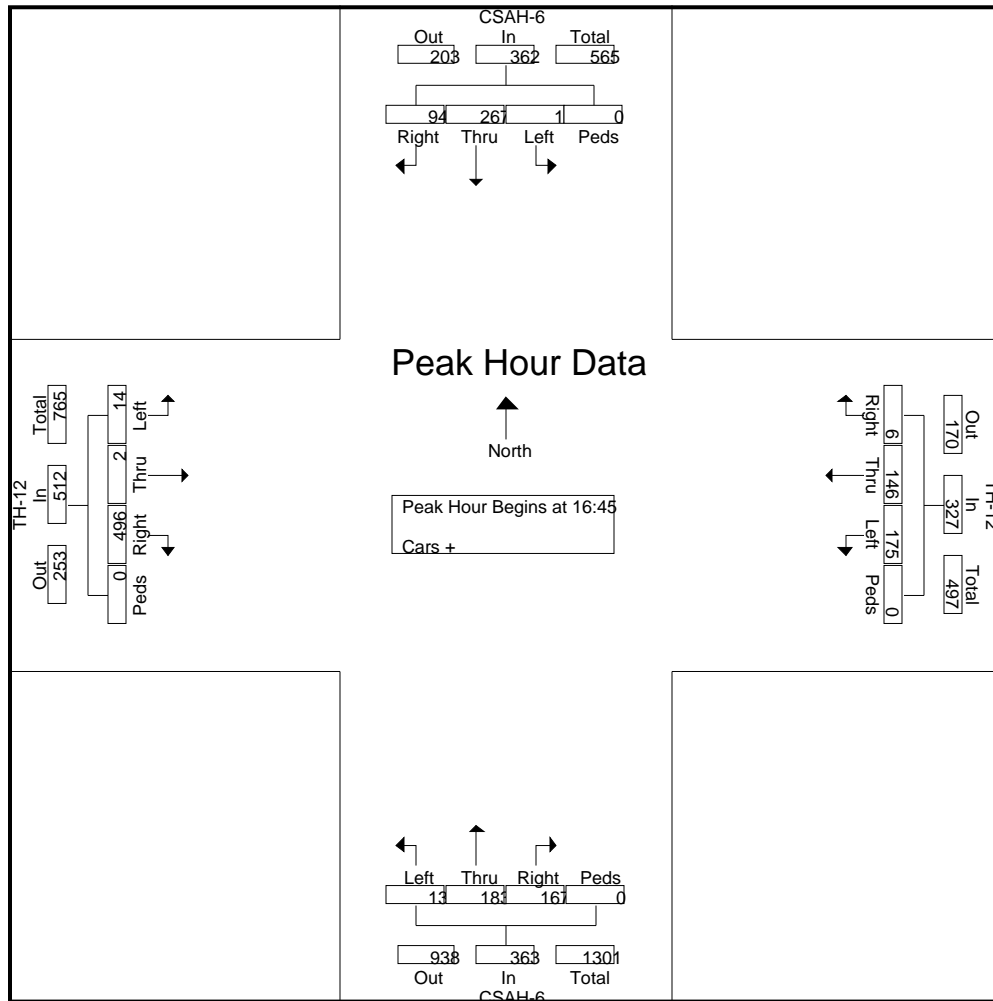 CSAH-6
Out In Total
203 362 565
94 267 1 0
Right Thru Left Peds
Peak Hour Data
North
Peak Hour Begins at 16:45
Cars +
TH-12
Total In Out
765 512 253
14 2 496 0
Left Thru Right Peds
Right Thru Left Peds
6 146 175 0
Out In Total
170 327 497
TH-12
Left Thru Right Peds
13 183 167 0
938 363 1301
Out In Total
CSAH-6